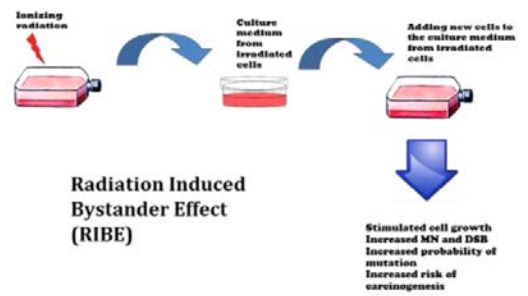 Ionizing
radiation
Culture
medium
from
Irradiated
cells
Adding new cells to
the culture medium
from irradiated
cells
Radiation Induced
Bystander Effect
(RIBE)
Stimulated cell growth
Increased MN and DSB
Increased probability of
mutation
Increased risk of
carcinogenesis